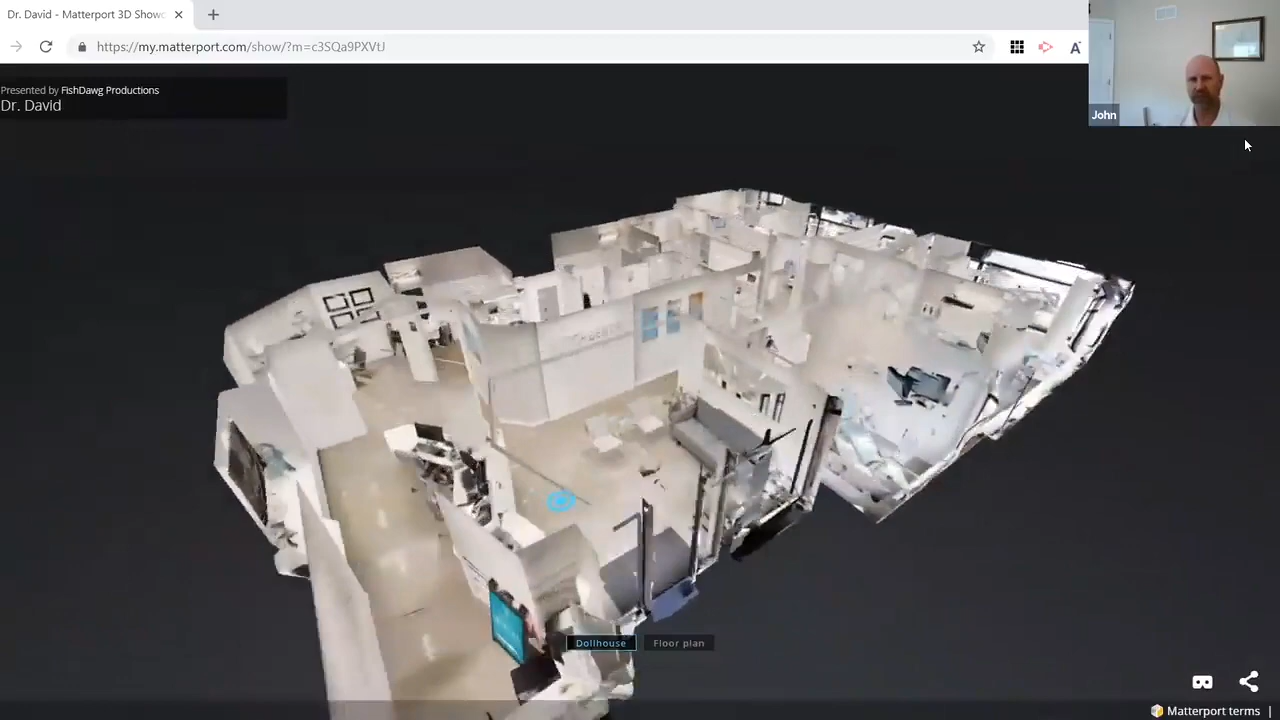 Dr. David - Matterport 3D Showc
https://my.matterport.com/show/?m=c3SQa9PXVtJ
A
Presented by FishDawg Productions
Dr. David
John
Dollhouse
Floor plan
Matterport terms